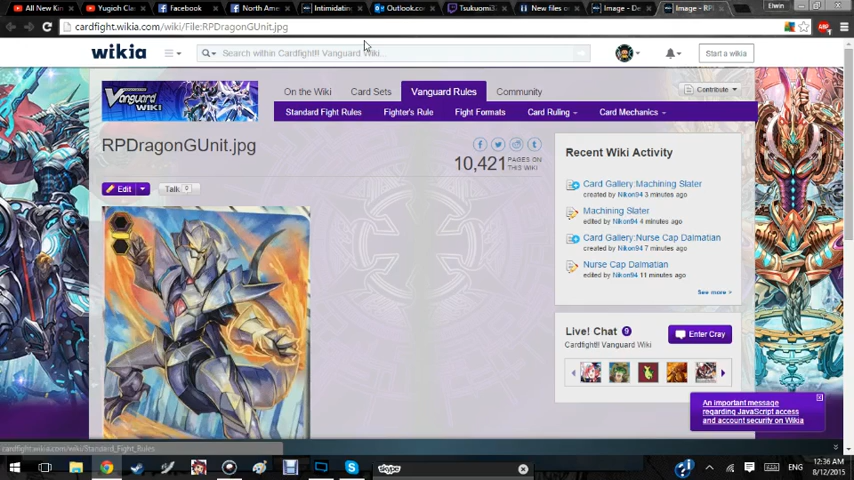 All New Kin
Yugioh Cla
Facebook
North Ame
Intimidatin
Outlook.co
Tsukuomi3
New files o
Image - De
Image - RP
Elwin
cardfight.wikia.com/wiki/File:RPDragonGUnit.jpg
ABP
wikia
Search within Cardfight!! Vanguard Wiki...
Start a wikia
VANGUARD
WIKI
On the Wiki
Card Sets
Vanguard Rules
Community
Contribute
Standard Fight Rules
Fighter's Rule
Fight Formats
Card Ruling
Card Mechanics
RPDragonGUnit.jpg
10,421 PAGES ON THIS WIKI
Edit
Talk 0
Recent Wiki Activity
Card Gallery:Machining Slater
created by Nikon94 3 minutes ago
Machining Slater
edited by Nikon94 4 minutes ago
Card Gallery:Nurse Cap Dalmatian
created by Nikon94 7 minutes ago
Nurse Cap Dalmatian
edited by Nikon94 11 minutes ago
See more >
Live! Chat 9
Cardfight!! Vanguard Wiki
Enter Cray
An important message
regarding JavaScript access
and account security on Wikia
cardfight.wikia.com/wiki/Standard_Fight_Rules
skype
ENG
12:36 AM
8/12/2015